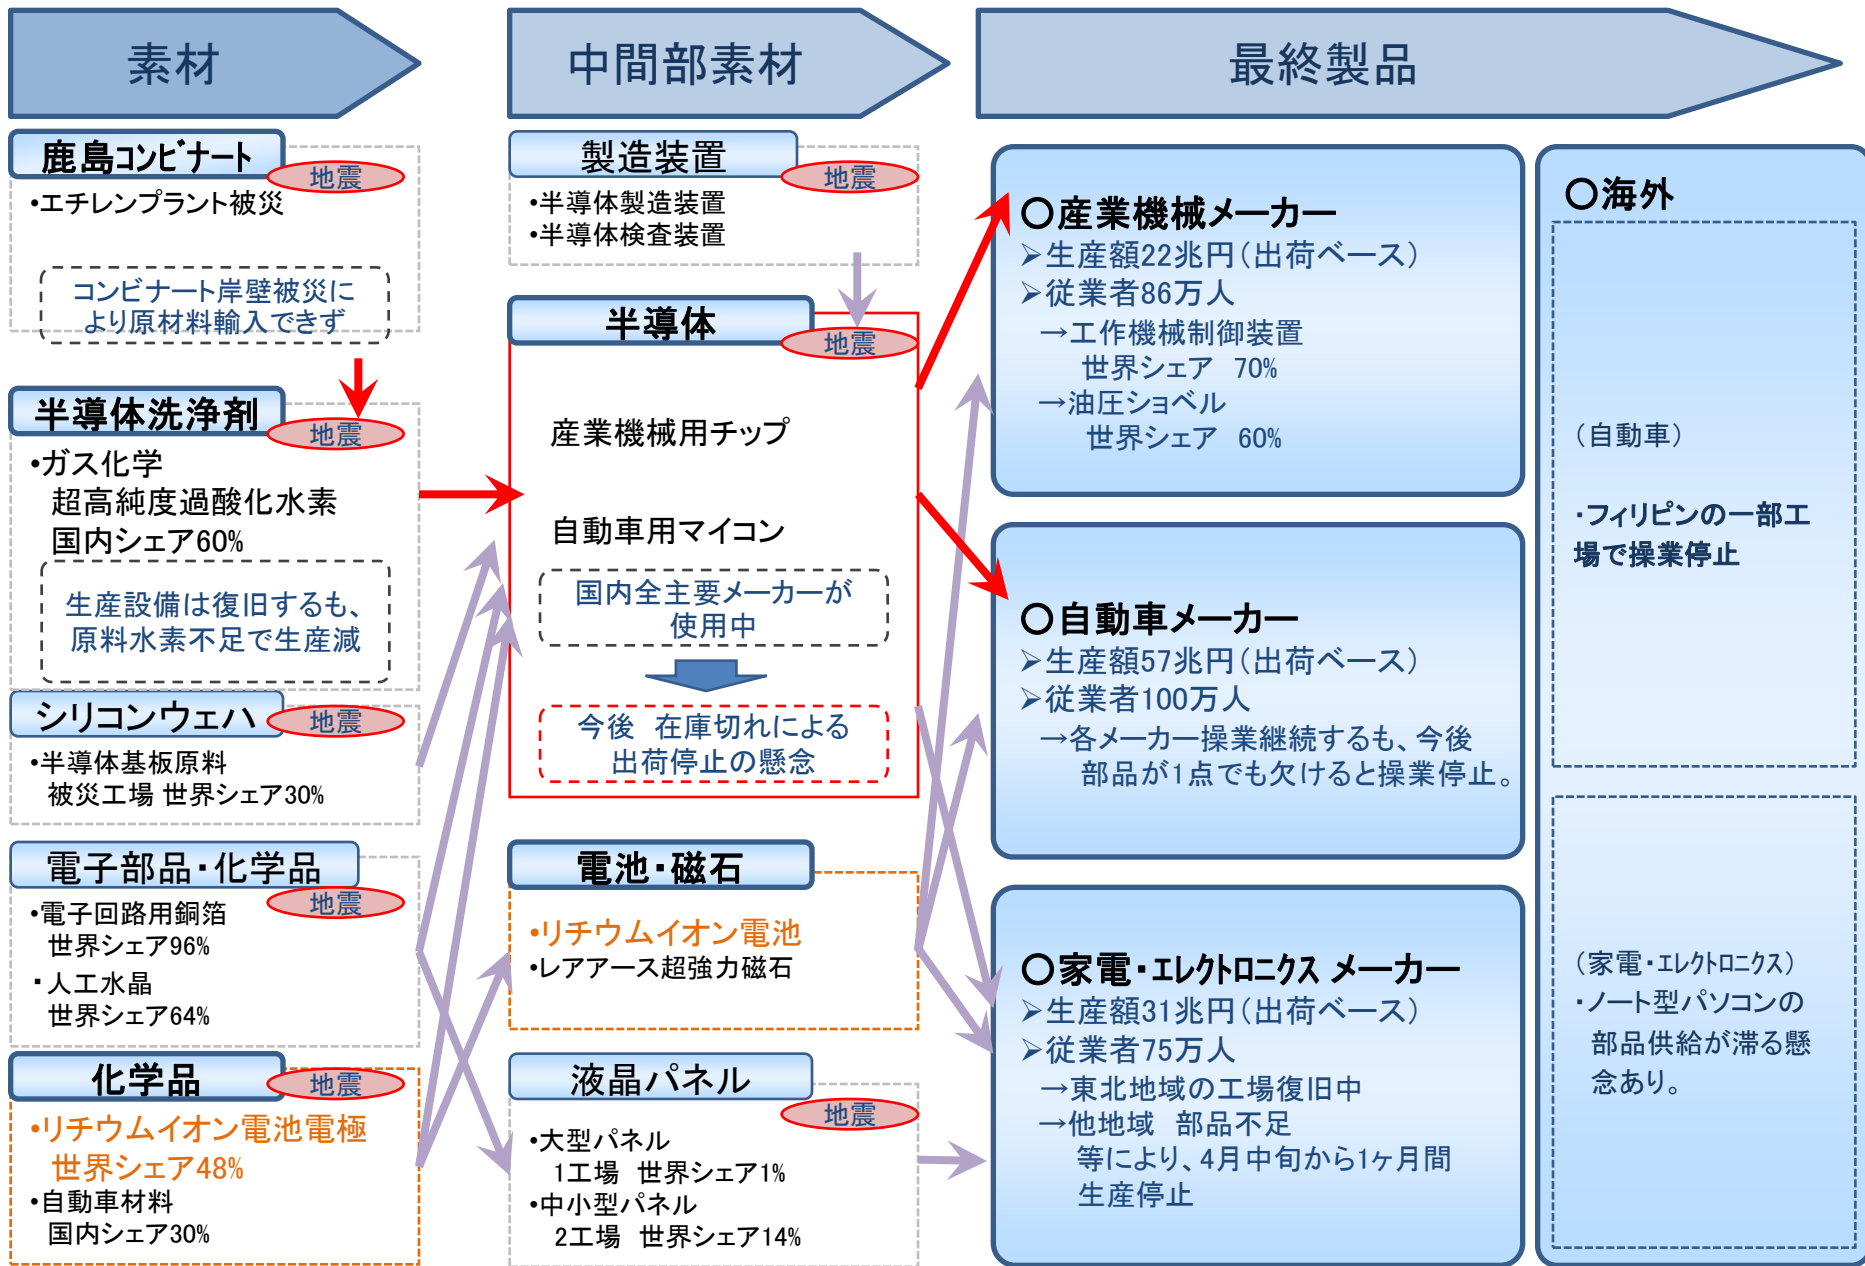 素材
中間部素材
最終製品
鹿島コンビナート
地震
•エチレンプラント被災
コンビナート岸壁被災に
より原材料輸入できず
半導体洗浄剤
地震
•ガス化学
超高純度過酸化水素
国内シェア60%
生産設備は復旧するも、
原料水素不足で生産減
シリコンウェハ
地震
•半導体基板原料
被災工場 世界シェア30%
電子部品・化学品
地震
•電子回路用銅箔
世界シェア96%
・人工水晶
世界シェア64%
化学品
地震
•リチウムイオン電池電極
世界シェア48%
•自動車材料
国内シェア30%
製造装置
地震
•半導体製造装置
•半導体検査装置
半導体
地震
産業機械用チップ
自動車用マイコン
国内全主要メーカーが
使用中
今後 在庫切れによる
出荷停止の懸念
電池・磁石
•リチウムイオン電池
•レアアース超強力磁石
液晶パネル
地震
•大型パネル
1工場 世界シェア1%
•中小型パネル
2工場 世界シェア14%
○産業機械メーカー
➢生産額22兆円(出荷ベース)
➢従業者86万人
→工作機械制御装置
世界シェア 70%
→油圧ショベル
世界シェア 60%
○自動車メーカー
➢生産額57兆円(出荷ベース)
➢従業者100万人
→各メーカー操業継続するも、今後
部品が1点でも欠けると操業停止。
○家電・エレクトロニクス メーカー
➢生産額31兆円(出荷ベース)
➢従業者75万人
→東北地域の工場復旧中
→他地域 部品不足
等により、4月中旬から1ヶ月間
生産停止
○海外
(自動車)
・フィリピンの一部工
場で操業停止
(家電・エレクトロニクス)
・ノート型パソコンの
部品供給が滞る懸
念あり。